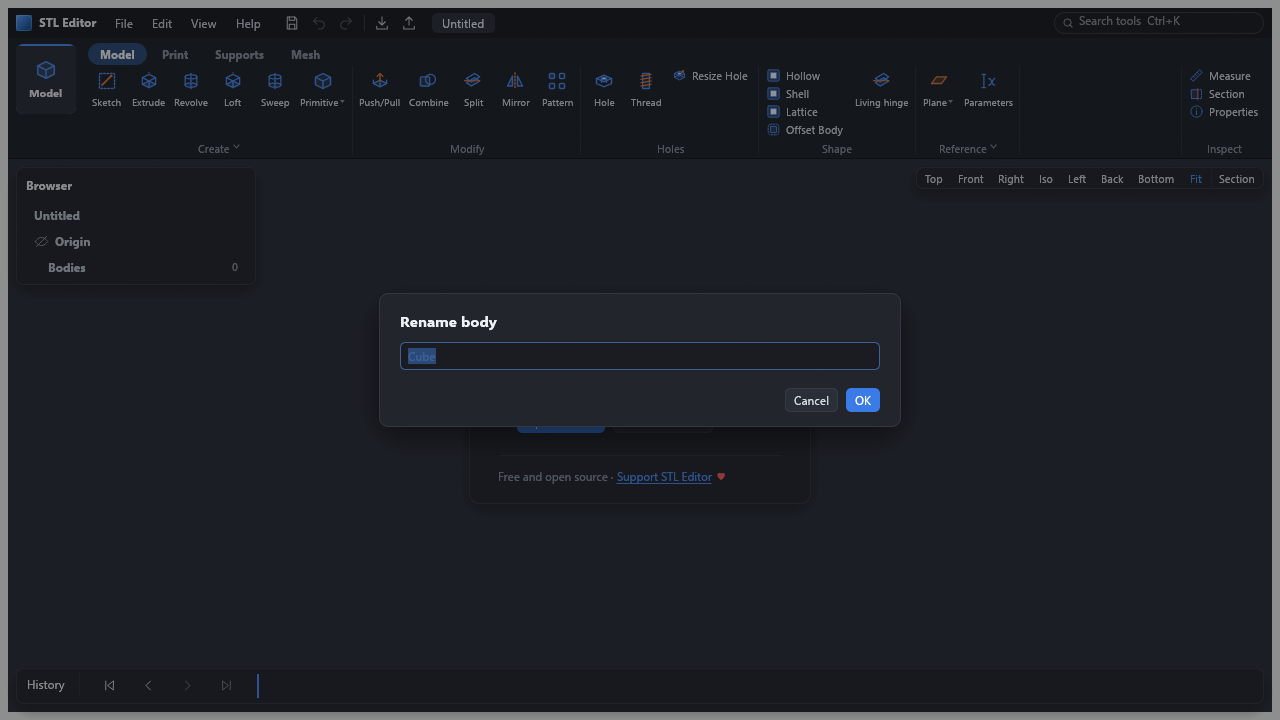 STL Editor File Edit View Help Untitled Search tools Ctrl+K
Model Print Supports Mesh
Model
Sketch Extrude Revolve Loft Sweep Primitive Push/Pull Combine Split Mirror Pattern Hole Thread Resize Hole Hollow Shell Lattice Offset Body Living hinge Plane Parameters Measure Section Properties
Create Modify Holes Shape Reference Inspect
Browser
Untitled
Origin
Bodies 0
Top Front Right Iso Left Back Bottom Fit Section
Rename body
Cube
Cancel OK
Free and open source · Support STL Editor ♥
History